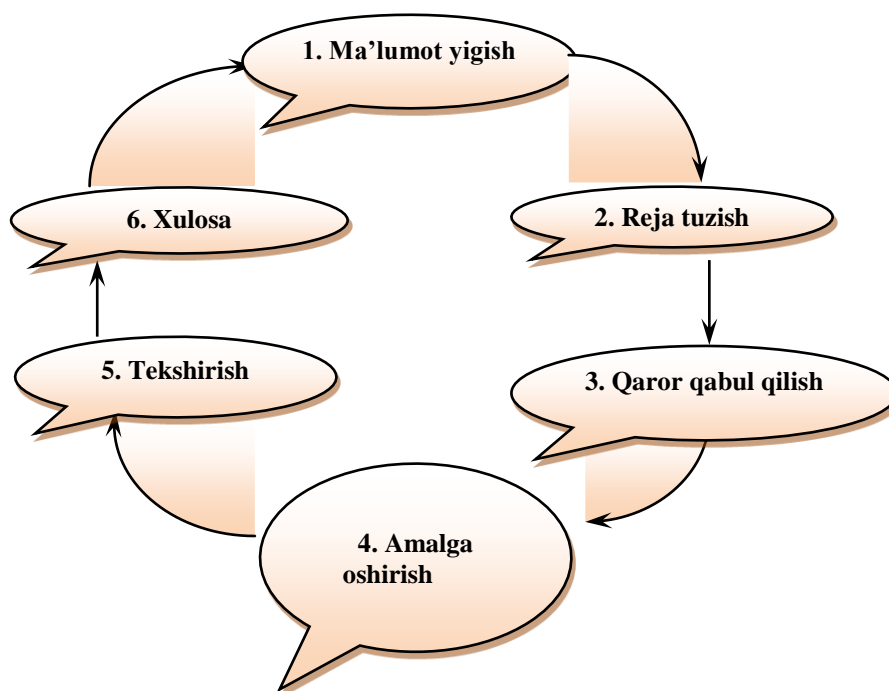 1. Ma’lumot yigish
2. Reja tuzish
3. Qaror qabul qilish
4. Amalga
oshirish
5. Tekshirish
6. Xulosa